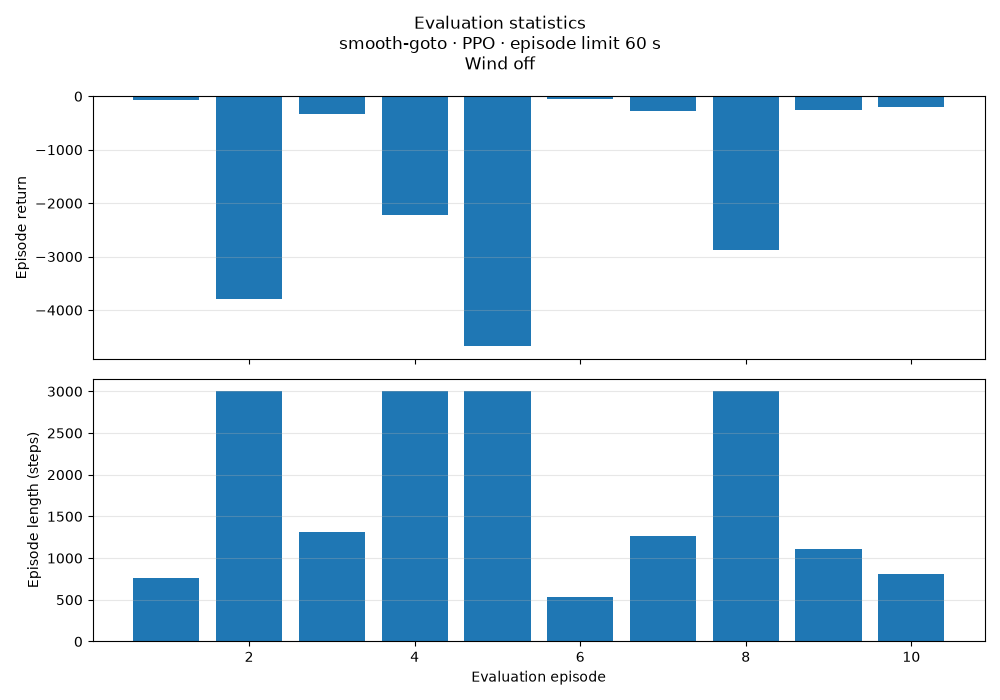 Evaluation statistics
smooth-goto · PPO · episode limit 60 s
Wind off
0
−1000
−2000
−3000
−4000
Episode return
3000
2500
2000
1500
1000
500
0
Episode length (steps)
2 4 6 8 10
Evaluation episode